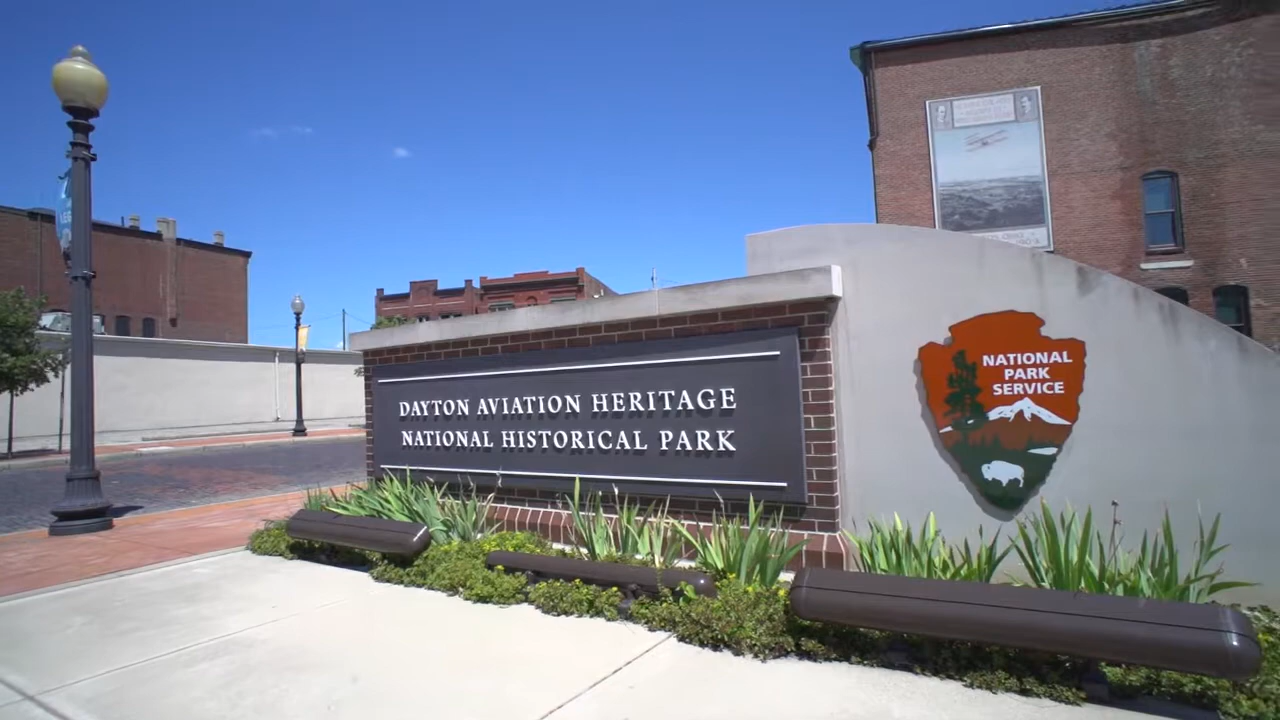 DAYTON AVIATION HERITAGE
NATIONAL HISTORICAL PARK
NATIONAL
PARK
SERVICE